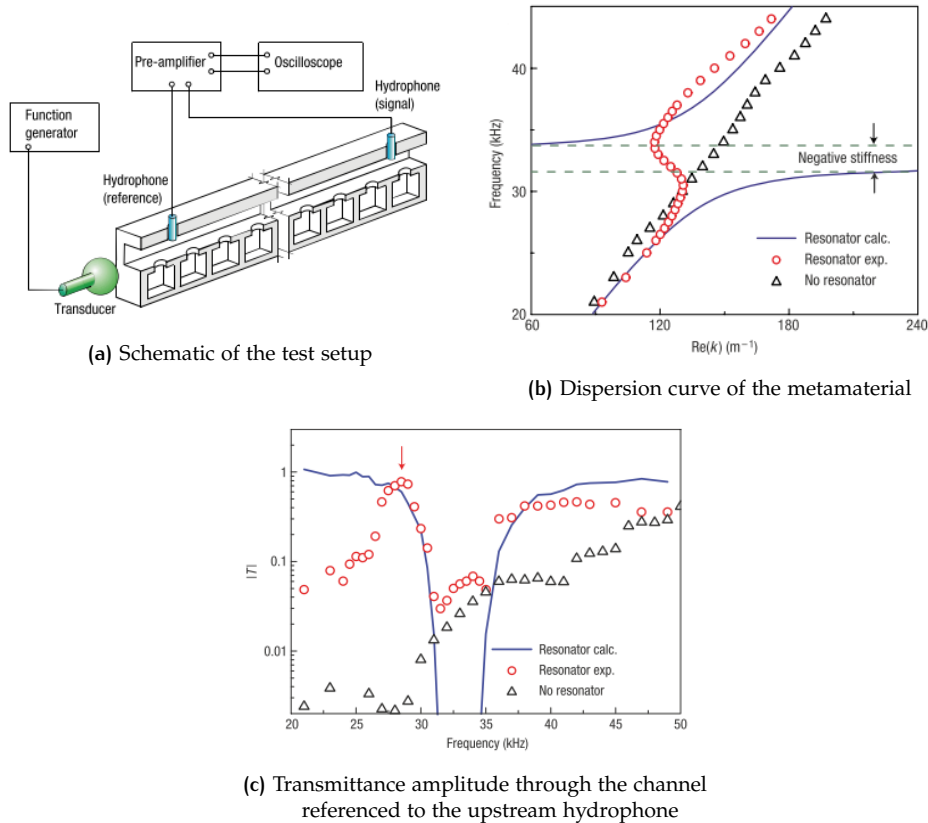 Pre-amplifier
Oscilloscope
Function
generator
Hydrophone
(signal)
Hydrophone
(reference)
Transducer
(a) Schematic of the test setup
40
30
20
Frequency (kHz)
Negative stiffness
Resonator calc.
Resonator exp.
No resonator
60
120
180
240
Re(k) (m⁻¹)
(b) Dispersion curve of the metamaterial
1
0.1
0.01
|T|
Resonator calc.
Resonator exp.
No resonator
20
25
30
35
40
45
50
Frequency (kHz)
(c) Transmittance amplitude through the channel
referenced to the upstream hydrophone